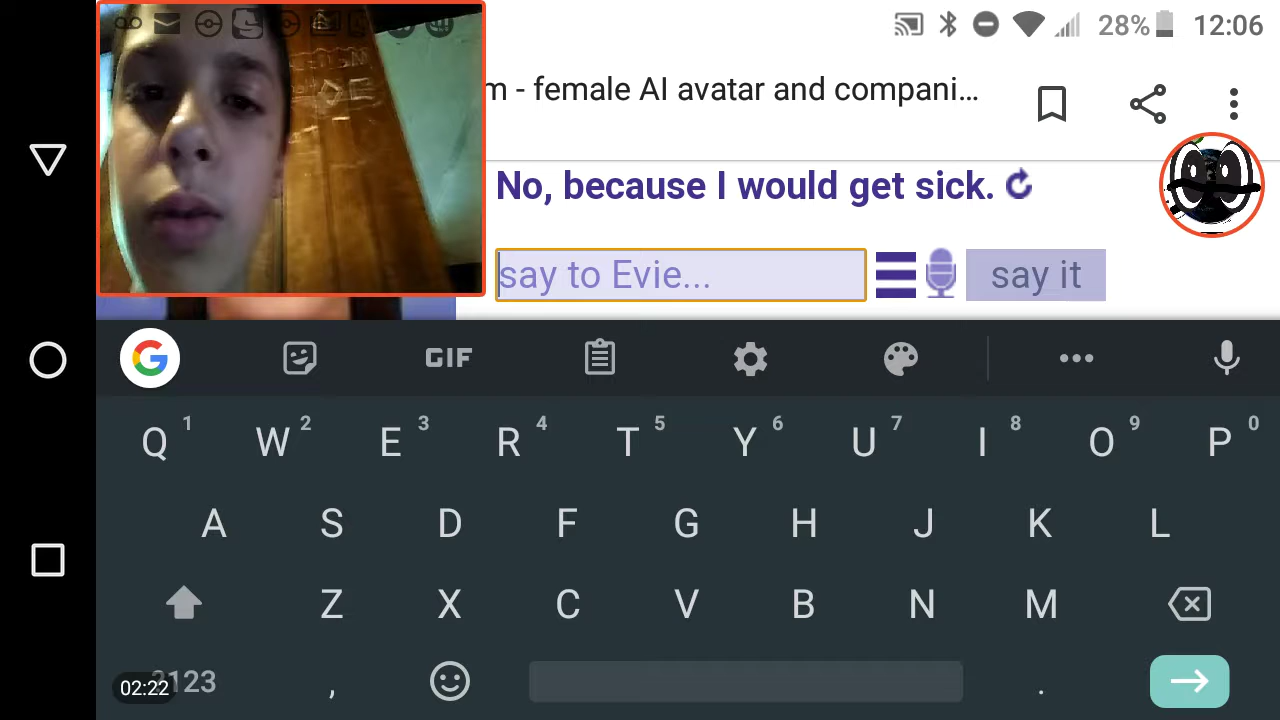 28% 12:06
m - female AI avatar and compani...
No, because I would get sick.
say to Evie...
say it
G
GIF
Q 1 W 2 E 3 R 4 T 5 Y 6 U 7 I 8 O 9 P 0
A S D F G H J K L
Z X C V B N M
02:22
123 , .